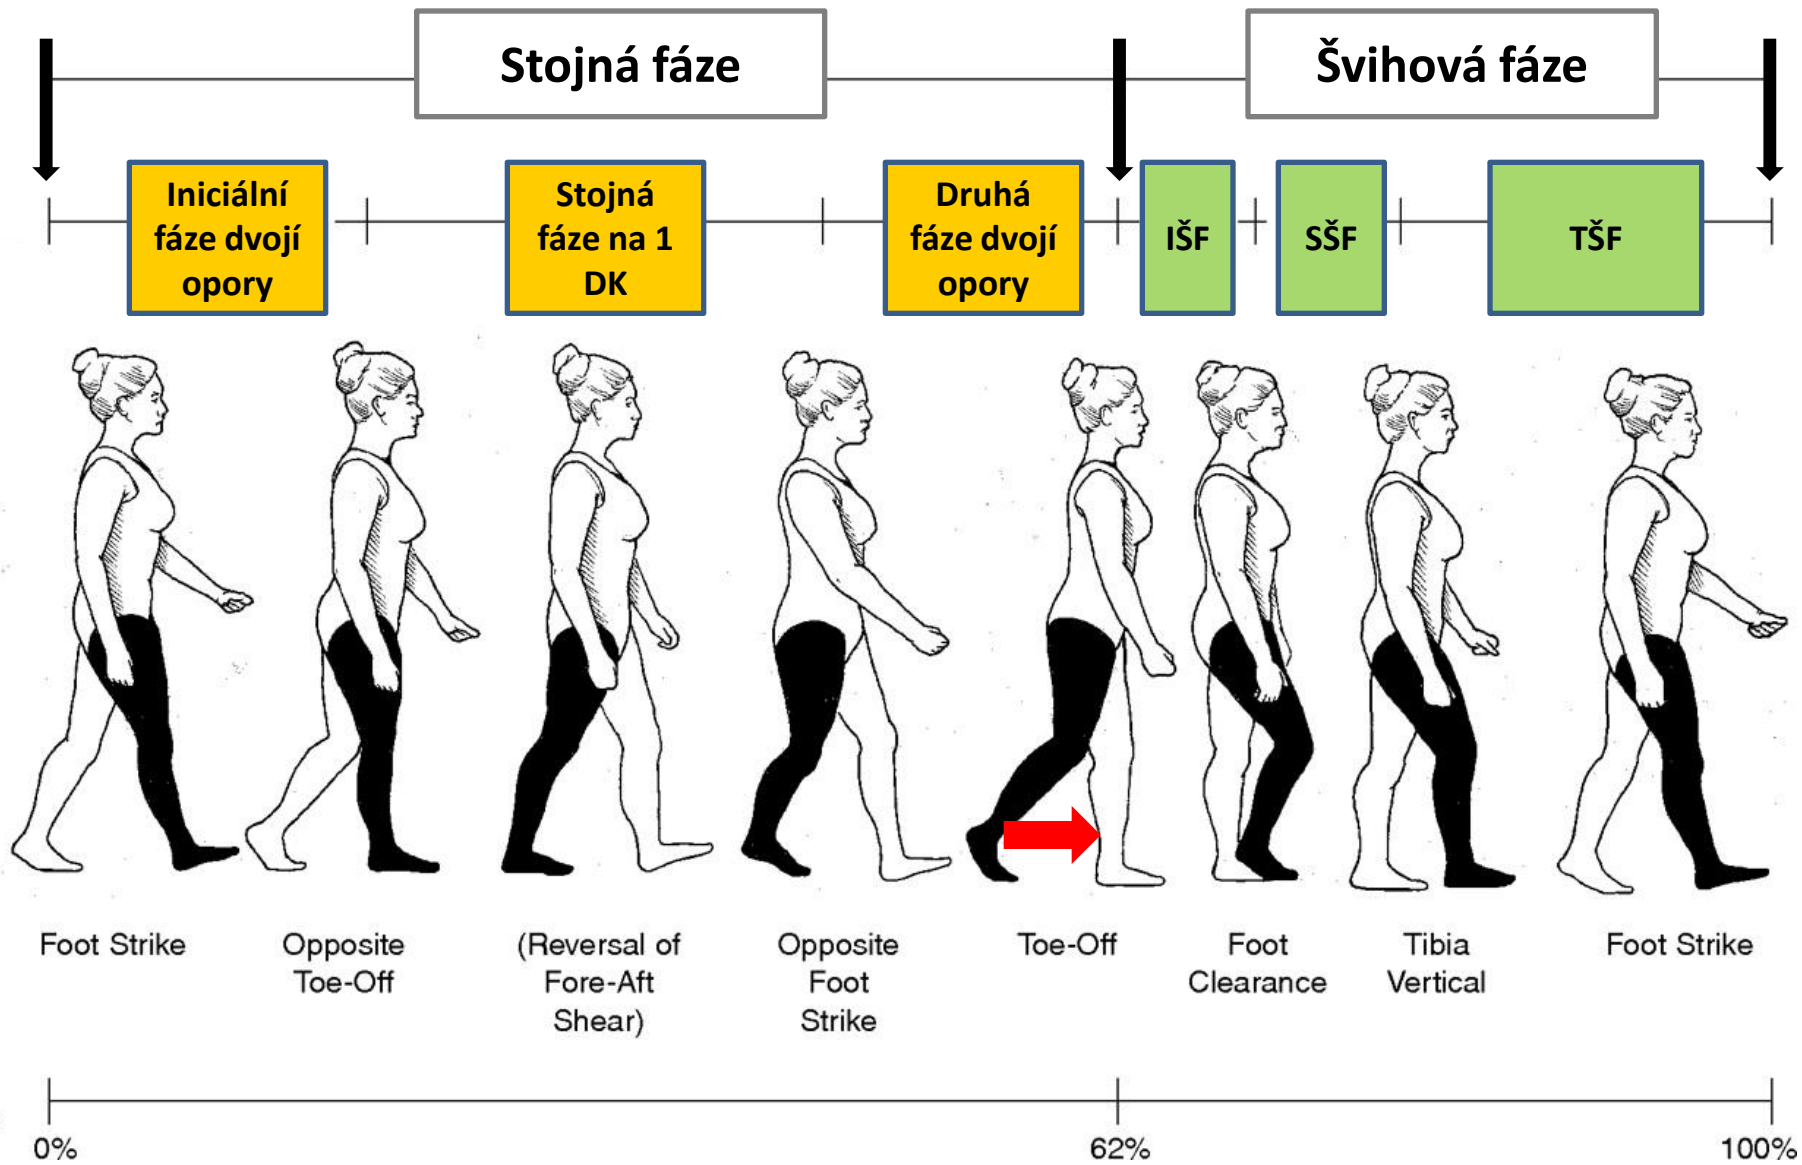 Stojná fáze
Švihová fáze
Iniciální
fáze dvojí
opory
Stojná
fáze na 1
DK
Druhá
fáze dvojí
opory
IŠF
SŠF
TŠF
Foot Strike
Opposite
Toe-Off
(Reversal of
Fore-Aft
Shear)
Opposite
Foot
Strike
Toe-Off
Foot
Clearance
Tibia
Vertical
Foot Strike
0%
62%
100%